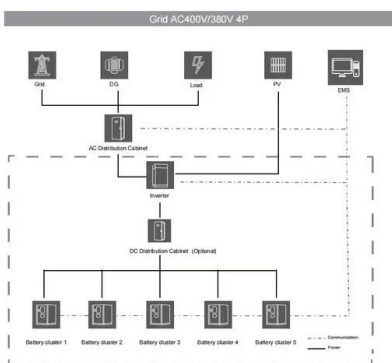 Grid AC400V/380V 4P
Grid
DG
Load
PV
EMS
AC Distribution Cabinet
Inverter
DC Distribution Cabinet (Optional)
Battery cluster 1
Battery cluster 2
Battery cluster 3
Battery cluster 4
Battery cluster 5
Communication
Power